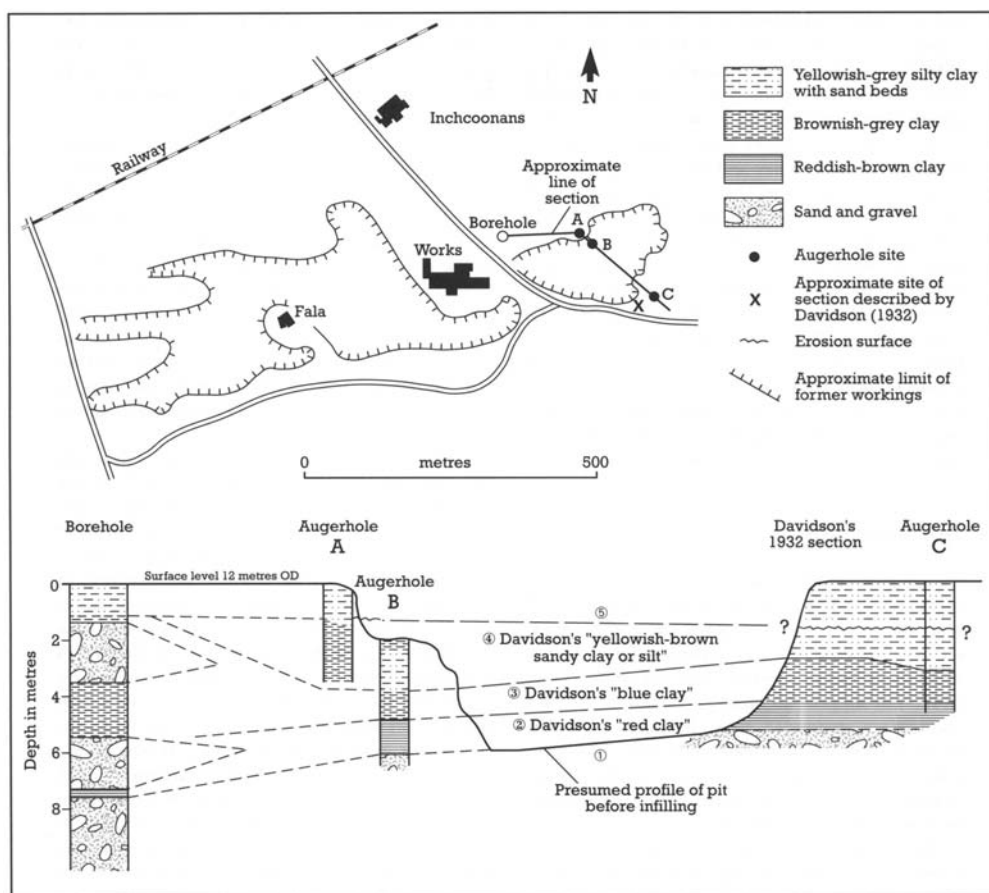 Railway
Inchcoonans
N
Approximate
line of
section
Borehole
A
B
C
X
Works
Fala
0
metres
500
Yellowish-grey silty clay
with sand beds
Brownish-grey clay
Reddish-brown clay
Sand and gravel
Augerhole site
X
Approximate site of
section described by
Davidson (1932)
Erosion surface
Approximate limit of
former workings
Borehole
Augerhole
A
Augerhole
B
Davidson's
1932 section
Augerhole
C
Surface level 12 metres OD
Depth in metres
0
2
4
6
8
⑤
④ Davidson's "yellowish-brown
sandy clay or silt"
③ Davidson's "blue clay"
② Davidson's "red clay"
①
?
?
Presumed profile of pit
before infilling